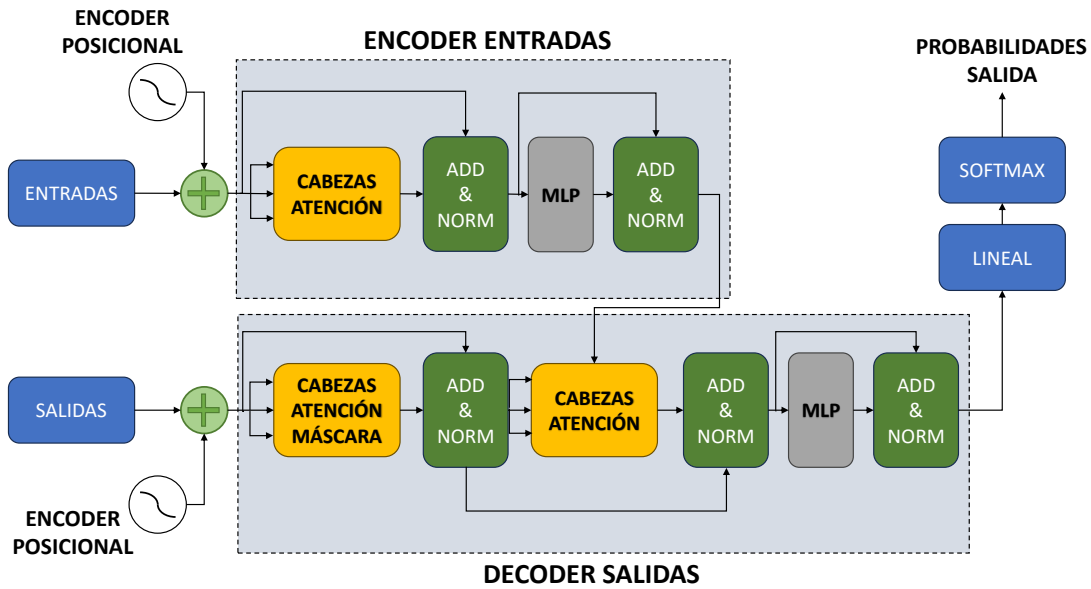 ENCODER
POSICIONAL
ENCODER ENTRADAS
PROBABILIDADES
SALIDA
ENTRADAS
CABEZAS
ATENCIÓN
ADD
&
NORM
MLP
ADD
&
NORM
SOFTMAX
LINEAL
SALIDAS
CABEZAS
ATENCIÓN
MÁSCARA
ADD
&
NORM
CABEZAS
ATENCIÓN
ADD
&
NORM
MLP
ADD
&
NORM
ENCODER
POSICIONAL
DECODER SALIDAS